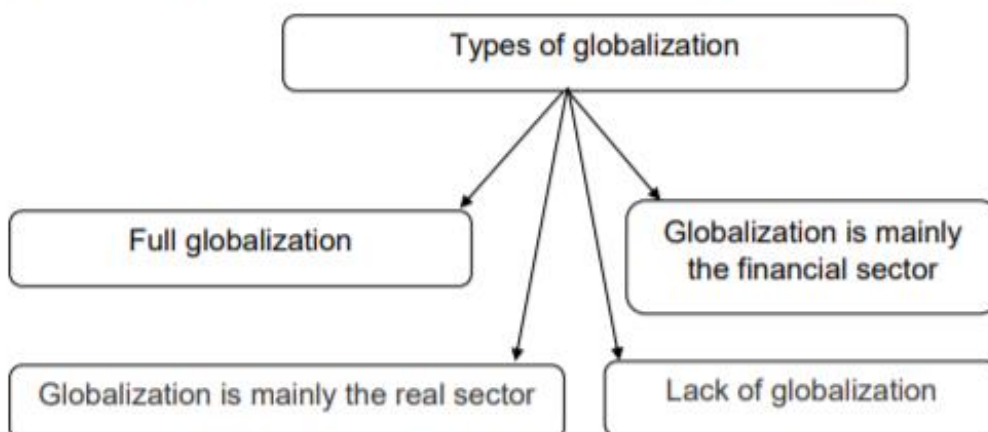 Types of globalization
Full globalization
Globalization is mainly
the financial sector
Globalization is mainly the real sector
Lack of globalization